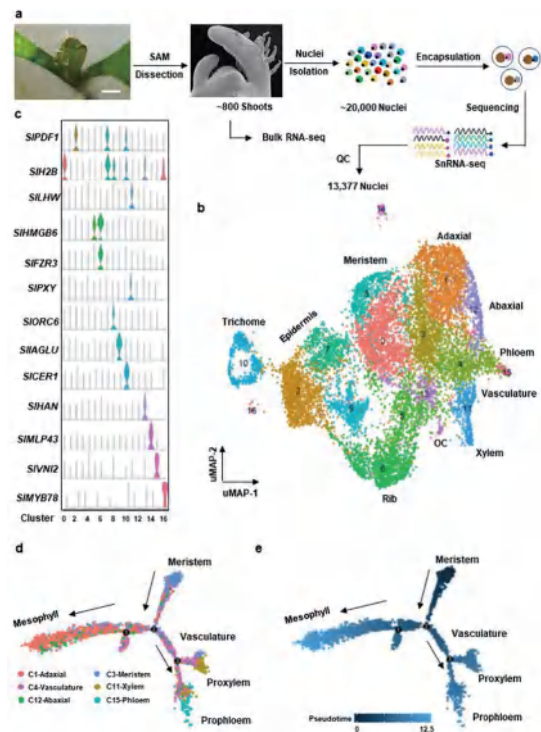 a
SAM
Dissection
Nuclei
Isolation
Encapsulation
~800 Shoots
~20,000 Nuclei
Sequencing
Bulk RNA-seq
SnRNA-seq
QC
13,377 Nuclei
c
SlPDF1
SlH2B
SlLHW
SlHMGB6
SlFZR3
SlPXY
SlORC6
SlIAGLU
SlCER1
SlHAN
SlMLP43
SlVNI2
SlMYB78
Cluster 0 2 4 6 8 10 12 14 16
b
Adaxial
Meristem
Abaxial
Epidermis
Trichome
Phloem
Vasculature
OC
Xylem
Rib
10
16
15
uMAP-2
uMAP-1
d
Meristem
Mesophyll
Vasculature
Proxylem
Prophloem
C1-Adaxial
C3-Meristem
C4-Vasculature
C11-Xylem
C12-Abaxial
C15-Phloem
e
Meristem
Mesophyll
Vasculature
Proxylem
Prophloem
Pseudotime
0
12.5